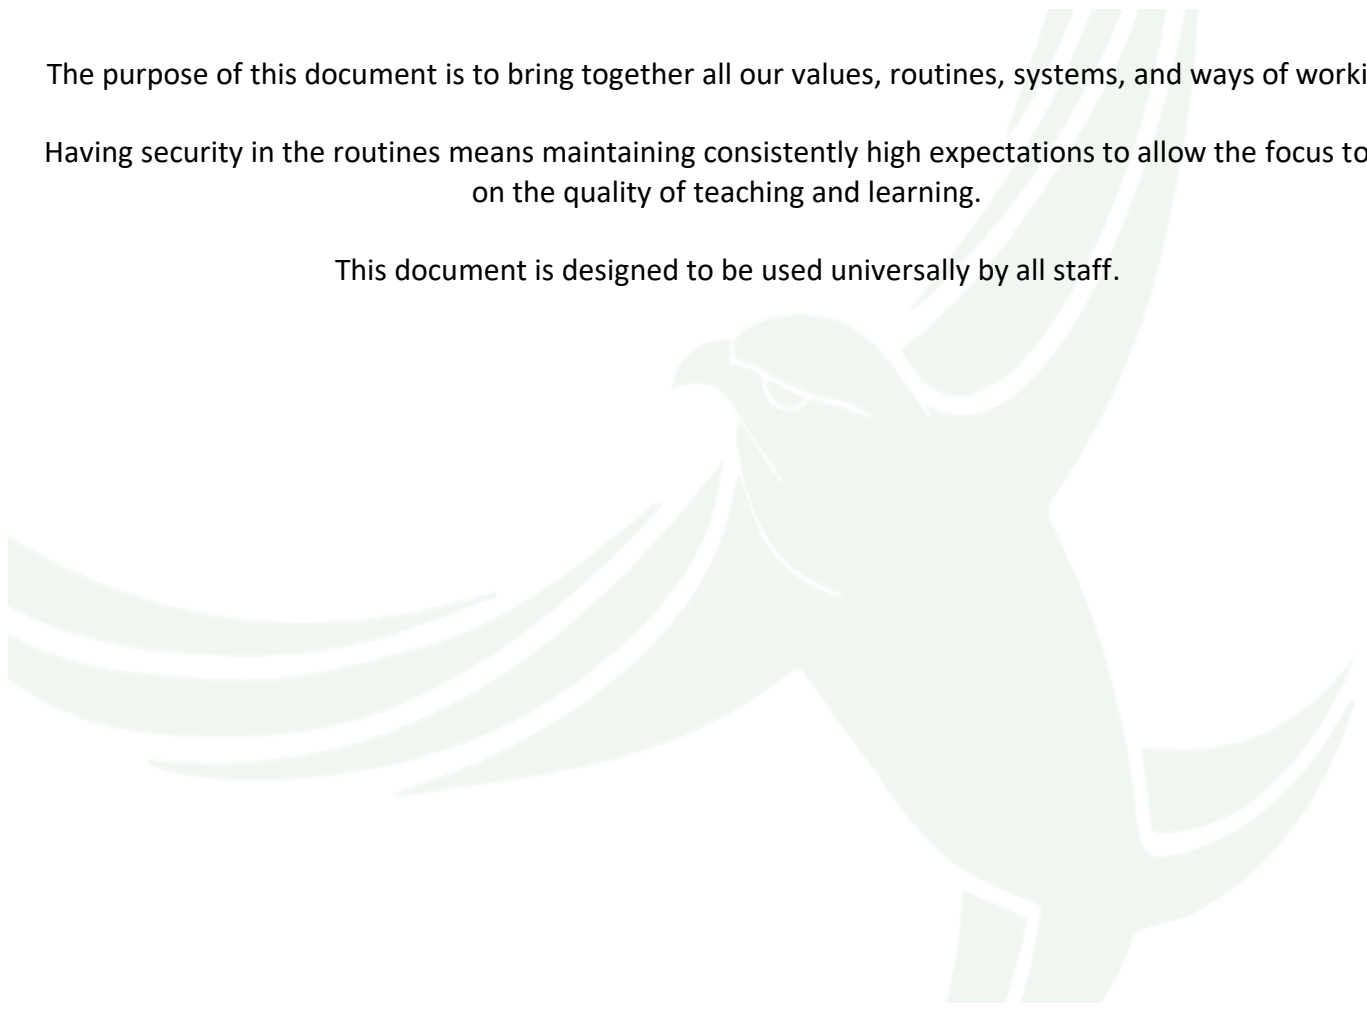 The purpose of this document is to bring together all our values, routines, systems, and ways of worki
Having security in the routines means maintaining consistently high expectations to allow the focus to
on the quality of teaching and learning.
This document is designed to be used universally by all staff.